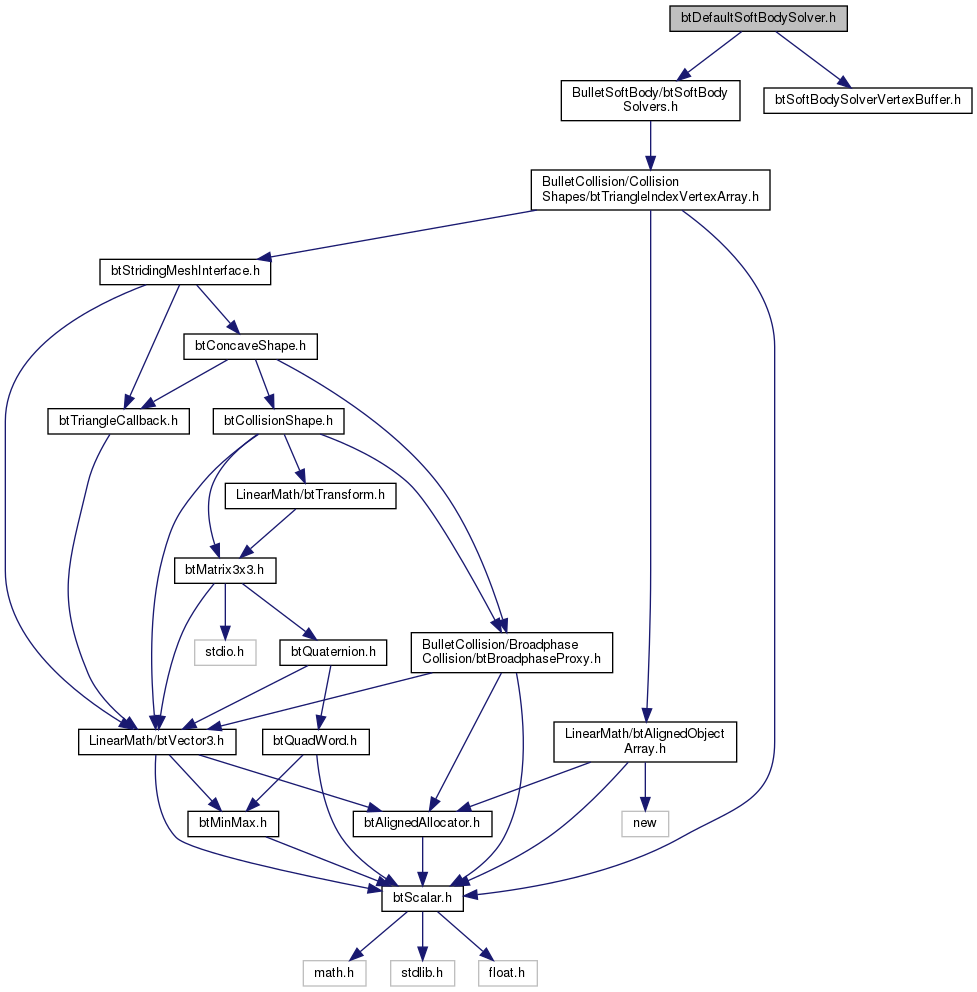 btDefaultSoftBodySolver.h
BulletSoftBody/btSoftBody
Solvers.h
btSoftBodySolverVertexBuffer.h
BulletCollision/Collision
Shapes/btTriangleIndexVertexArray.h
btStridingMeshInterface.h
btConcaveShape.h
btTriangleCallback.h
btCollisionShape.h
LinearMath/btTransform.h
btMatrix3x3.h
stdio.h
btQuaternion.h
BulletCollision/Broadphase
Collision/btBroadphaseProxy.h
LinearMath/btVector3.h
btQuadWord.h
LinearMath/btAlignedObject
Array.h
btMinMax.h
btAlignedAllocator.h
new
btScalar.h
math.h
stdlib.h
float.h